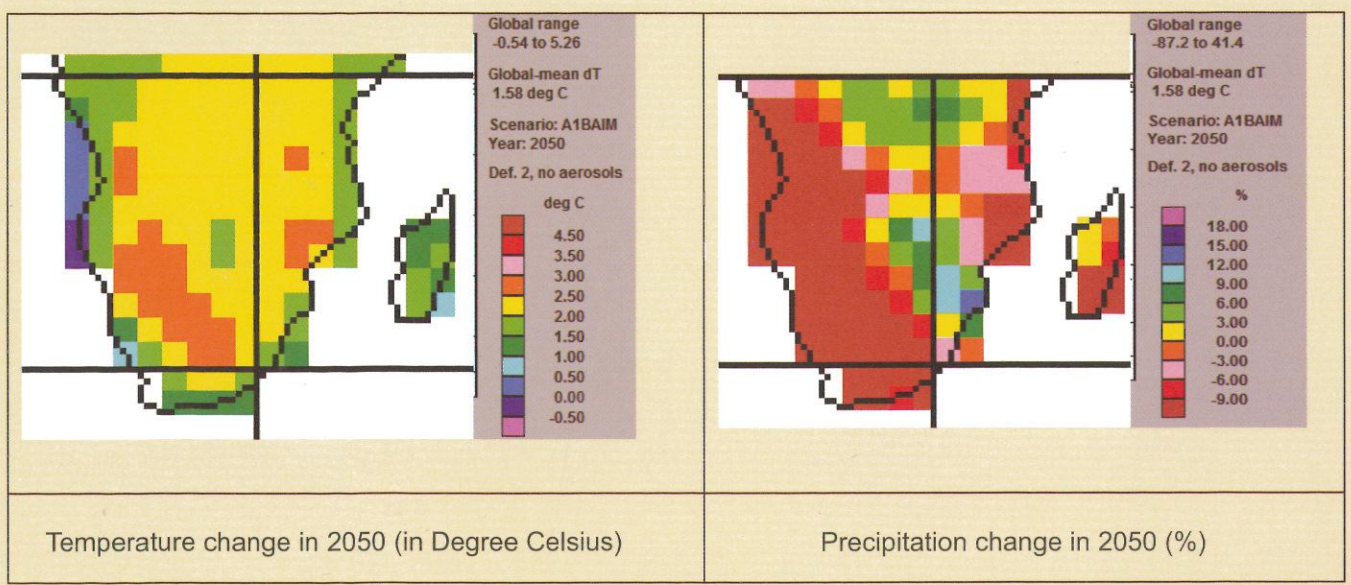 Global range
-0.54 to 5.26
Global-mean dT
1.58 deg C
Scenario: A1BAIM
Year: 2050
Def. 2, no aerosols
deg C
4.50
3.50
3.00
2.50
2.00
1.50
1.00
0.50
0.00
-0.50
Global range
-87.2 to 41.4
Global-mean dT
1.58 deg C
Scenario: A1BAIM
Year: 2050
Def. 2, no aerosols
%
18.00
15.00
12.00
9.00
6.00
3.00
0.00
-3.00
-6.00
-9.00
Temperature change in 2050 (in Degree Celsius)
Precipitation change in 2050 (%)